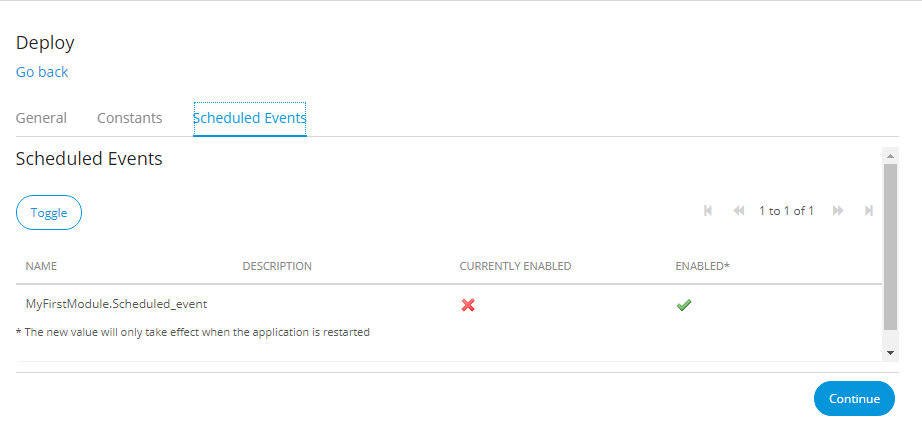 Deploy
Go back
General Constants Scheduled Events
Scheduled Events
Toggle 1 to 1 of 1
NAME DESCRIPTION CURRENTLY ENABLED ENABLED*
MyFirstModule.Scheduled_event
* The new value will only take effect when the application is restarted
Continue